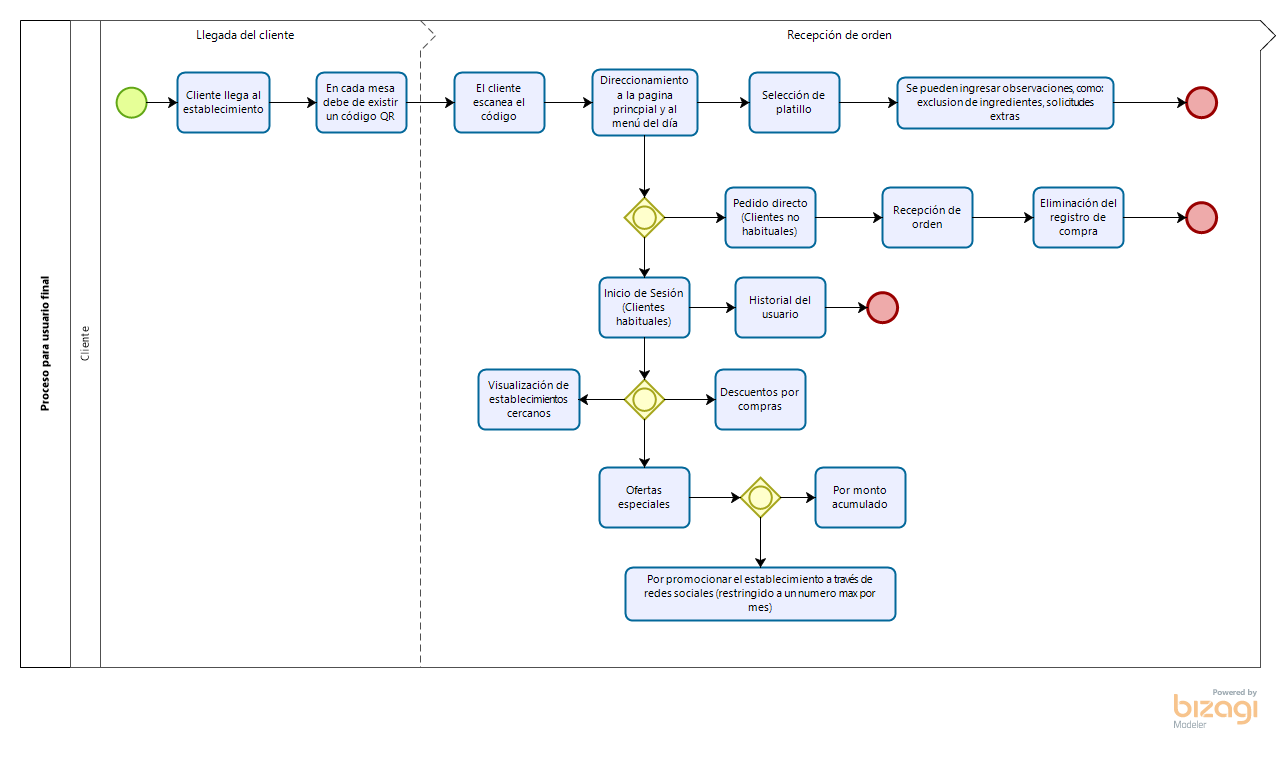 Llegada del cliente
Recepción de orden
Proceso para usuario final
Cliente
Cliente llega al
establecimiento
En cada mesa
debe de existir
un código QR
El cliente
escanea el
código
Direccionamiento
a la pagina
princpial y al
menú del día
Selección de
platillo
Se pueden ingresar observaciones, como:
exclusion de ingredientes, solicitudes
extras
Pedido directo
(Clientes no
habituales)
Recepción de
orden
Eliminación del
registro de
compra
Inicio de Sesión
(Clientes
habituales)
Historial del
usuario
Visualización de
establecimientos
cercanos
Descuentos por
compras
Ofertas
especiales
Por monto
acumulado
Por promocionar el establecimiento a través de
redes sociales (restringido a un numero max por
mes)
Powered by
bizagi
Modeler